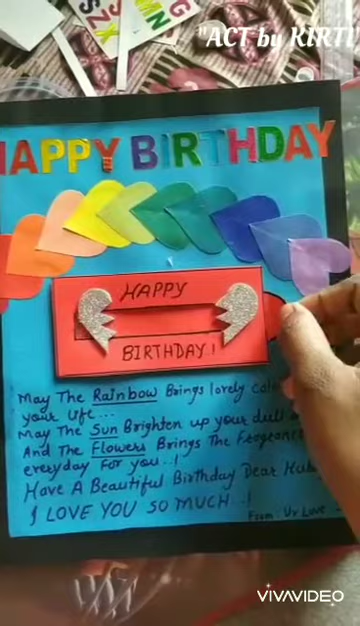 "ACT by KIRTI
HAPPY BIRTHDAY
HAPPY
BIRTHDAY!
May The Rainbow Brings lovely
your life...
May The Sun Brighten up your dull
And The Flowers Brings The Fragence
everyday for you..!
Have A Beautiful Birthday Dear
I LOVE YOU SO MUCH..!
From: Ur Love
VIVAVIDEO